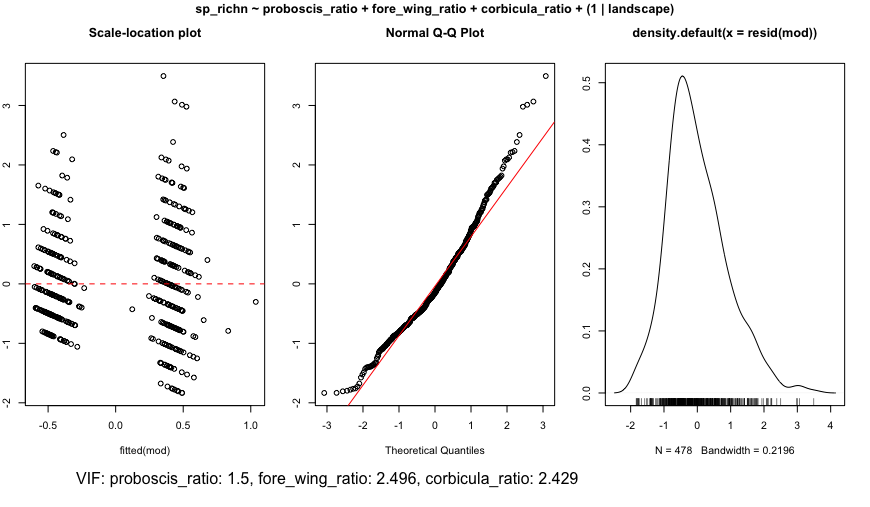 sp_richn ~ proboscis_ratio + fore_wing_ratio + corbicula_ratio + (1 | landscape)
Scale-location plot
3
2
1
0
-1
-2
-0.5 0.0 0.5 1.0
fitted(mod)
Normal Q-Q Plot
3
2
1
0
-1
-2
-3 -2 -1 0 1 2 3
Theoretical Quantiles
density.default(x = resid(mod))
0.5
0.4
0.3
0.2
0.1
0.0
-2 -1 0 1 2 3 4
N = 478 Bandwidth = 0.2196
VIF: proboscis_ratio: 1.5, fore_wing_ratio: 2.496, corbicula_ratio: 2.429